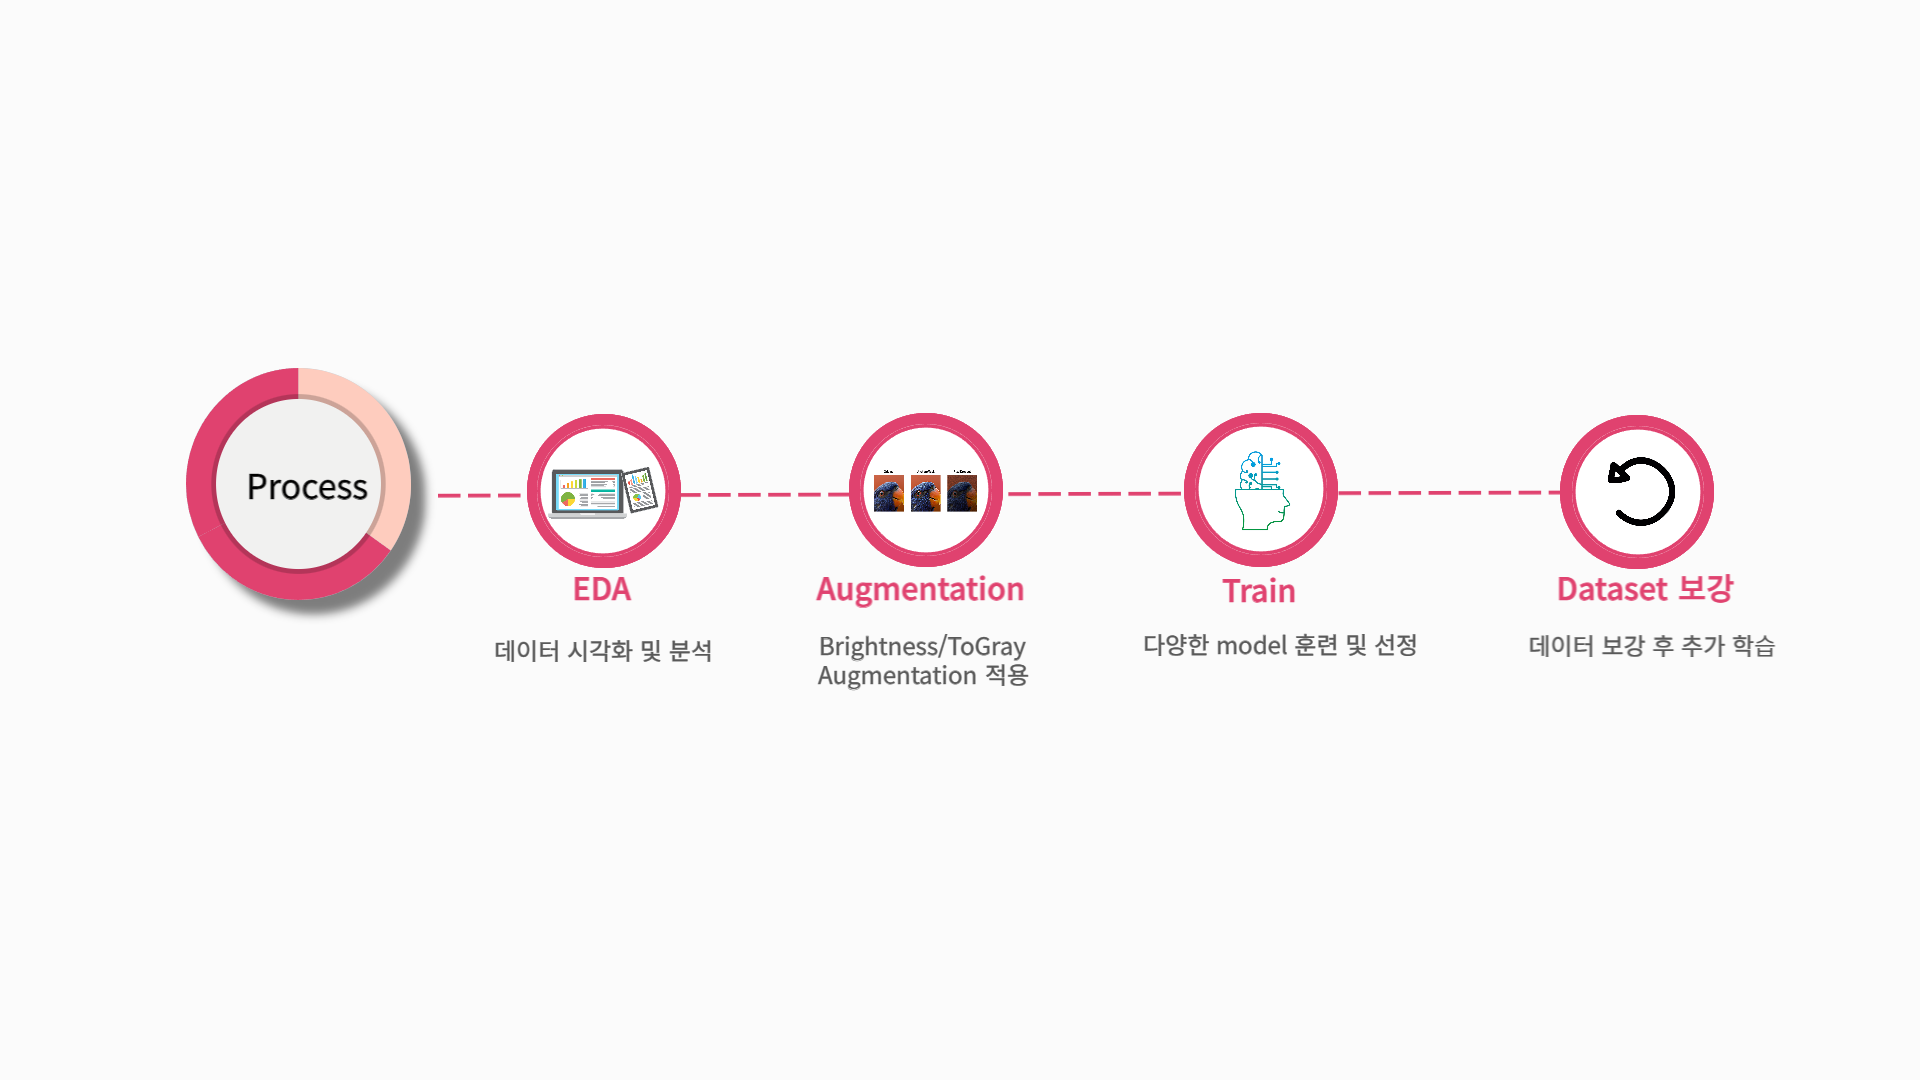 Process
EDA
데이터 시각화 및 분석
Augmentation
Brightness/ToGray
Augmentation 적용
Train
다양한 model 훈련 및 선정
Dataset 보강
데이터 보강 후 추가 학습